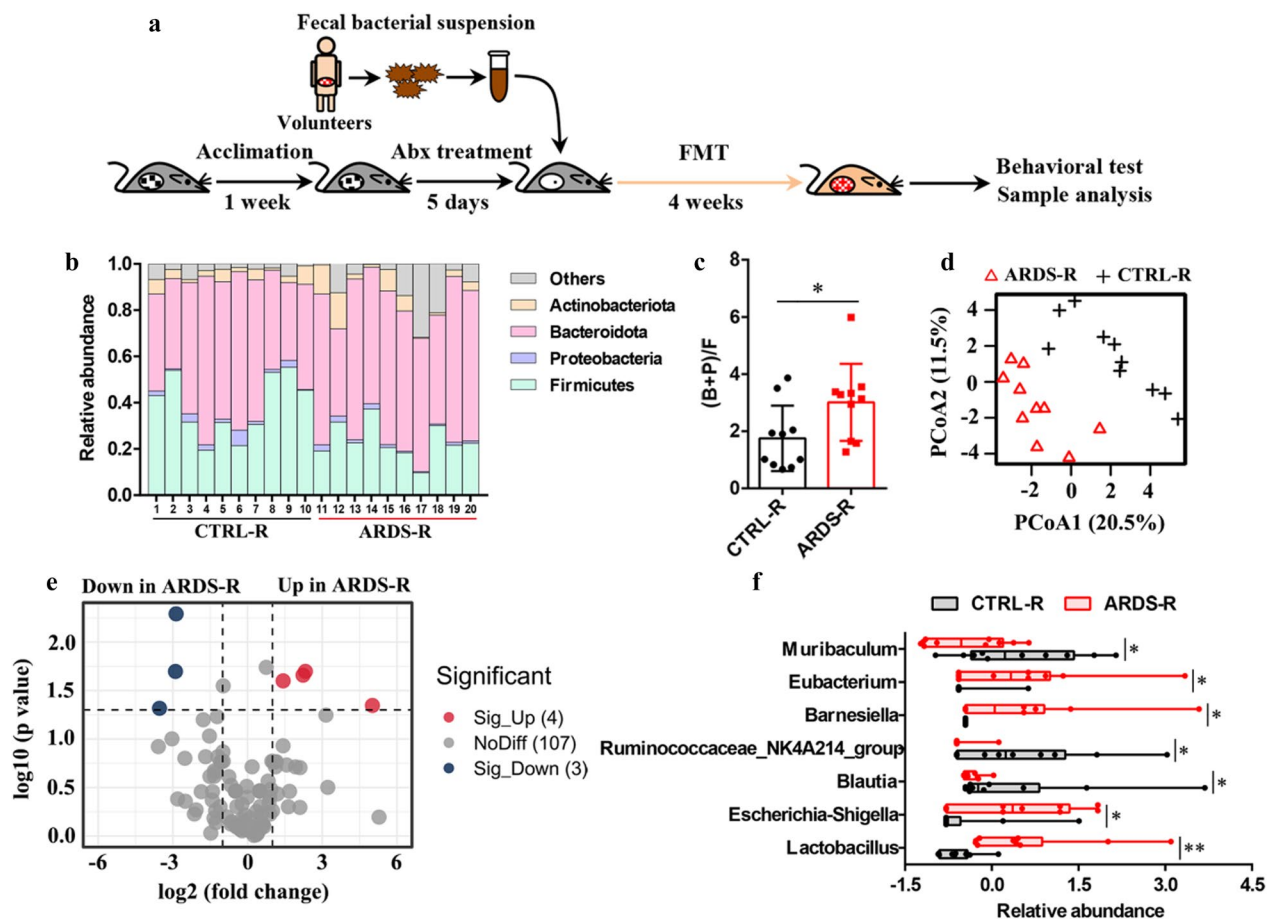 a
Fecal bacterial suspension
Volunteers
Acclimation
1 week
Abx treatment
5 days
FMT
4 weeks
Behavioral test
Sample analysis
b
Relative abundance
1.0
0.8
0.6
0.4
0.2
0.0
1 2 3 4 5 6 7 8 9 10 11 12 13 14 15 16 17 18 19 20
CTRL-R ARDS-R
Others
Actinobacteriota
Bacteroidota
Proteobacteria
Firmicutes
c
(B+P)/F
8
6
4
2
0
*
CTRL-R
ARDS-R
d
ARDS-R + CTRL-R
PCoA2 (11.5%)
4
2
0
-2
-4
-2 0 2 4
PCoA1 (20.5%)
e
Down in ARDS-R Up in ARDS-R
log10 (p value)
2.0
1.5
1.0
0.5
0.0
-6 -3 0 3 6
log2 (fold change)
Significant
Sig_Up (4)
NoDiff (107)
Sig_Down (3)
f
CTRL-R ARDS-R
Muribaculum *
Eubacterium *
Barnesiella *
Ruminococcaceae_NK4A214_group *
Blautia *
Escherichia-Shigella *
Lactobacillus **
-1.5 0.0 1.5 3.0 4.5
Relative abundance